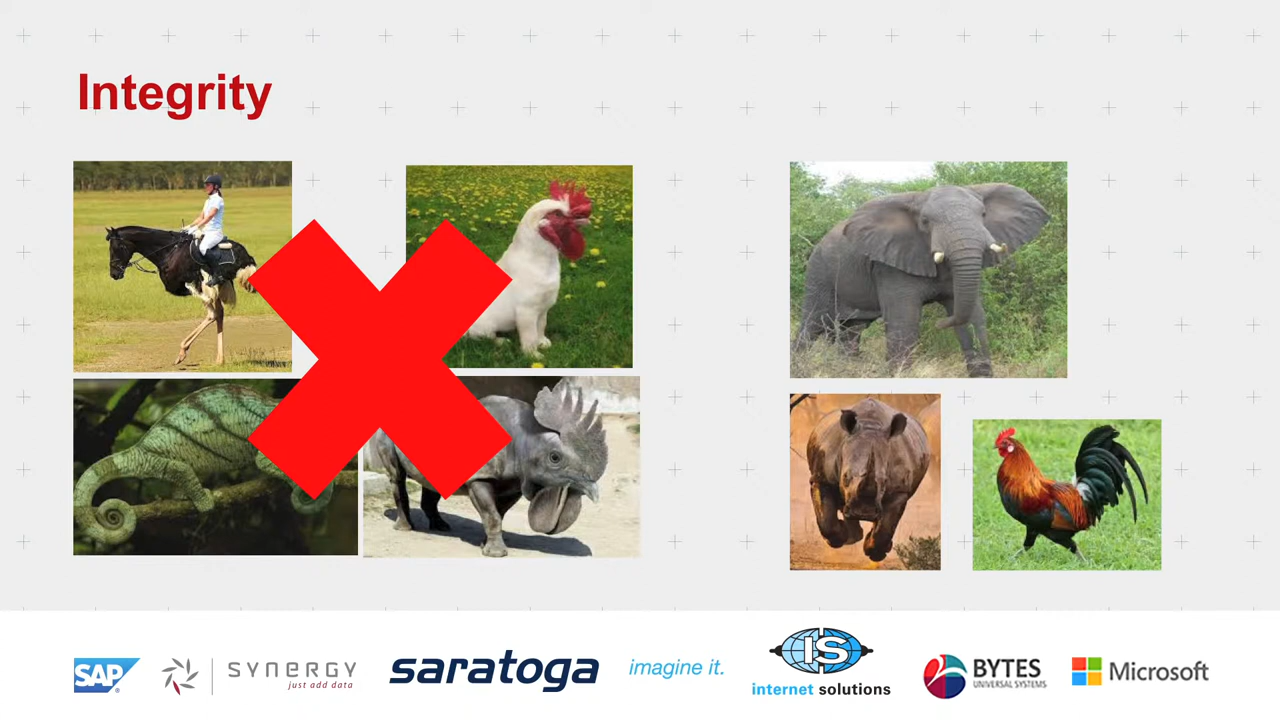 Integrity
SAP
SYNERGY
just add data
saratoga
imagine it.
IS
internet solutions
BYTES
UNIVERSAL SYSTEMS
Microsoft